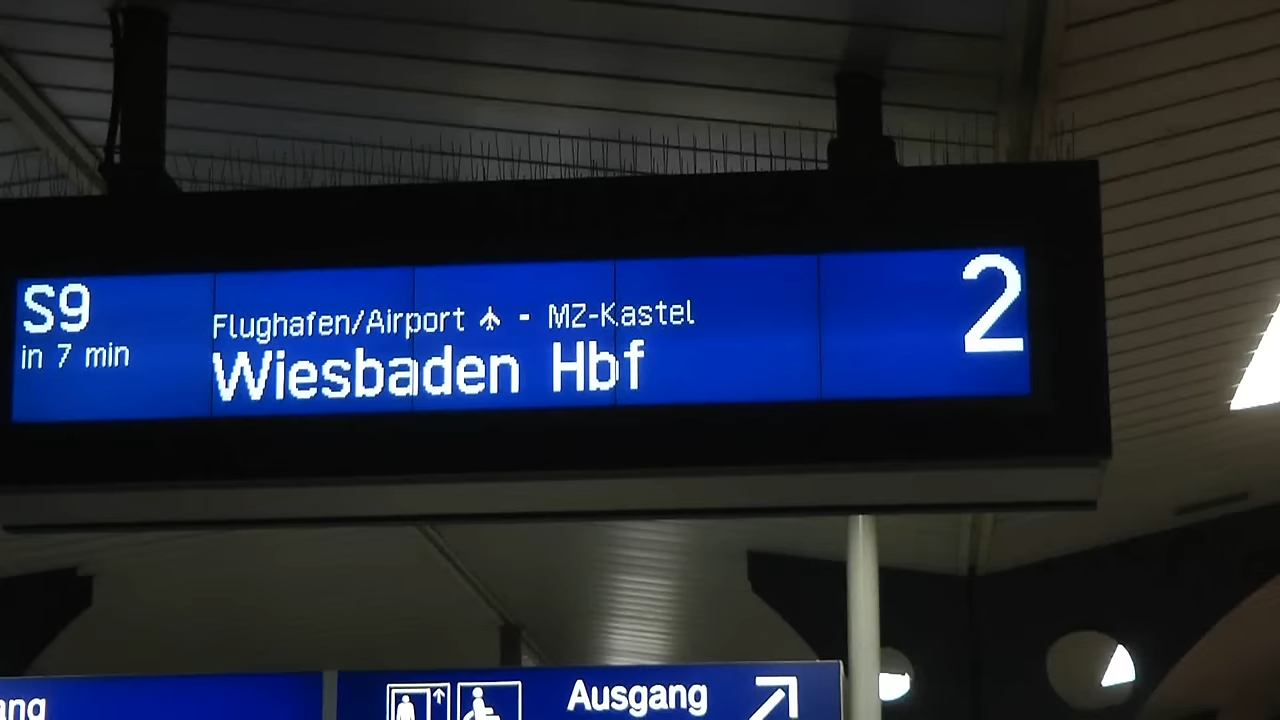 S9
in 7 min
Flughafen/Airport - MZ-Kastel
Wiesbaden Hbf
2
Ausgang